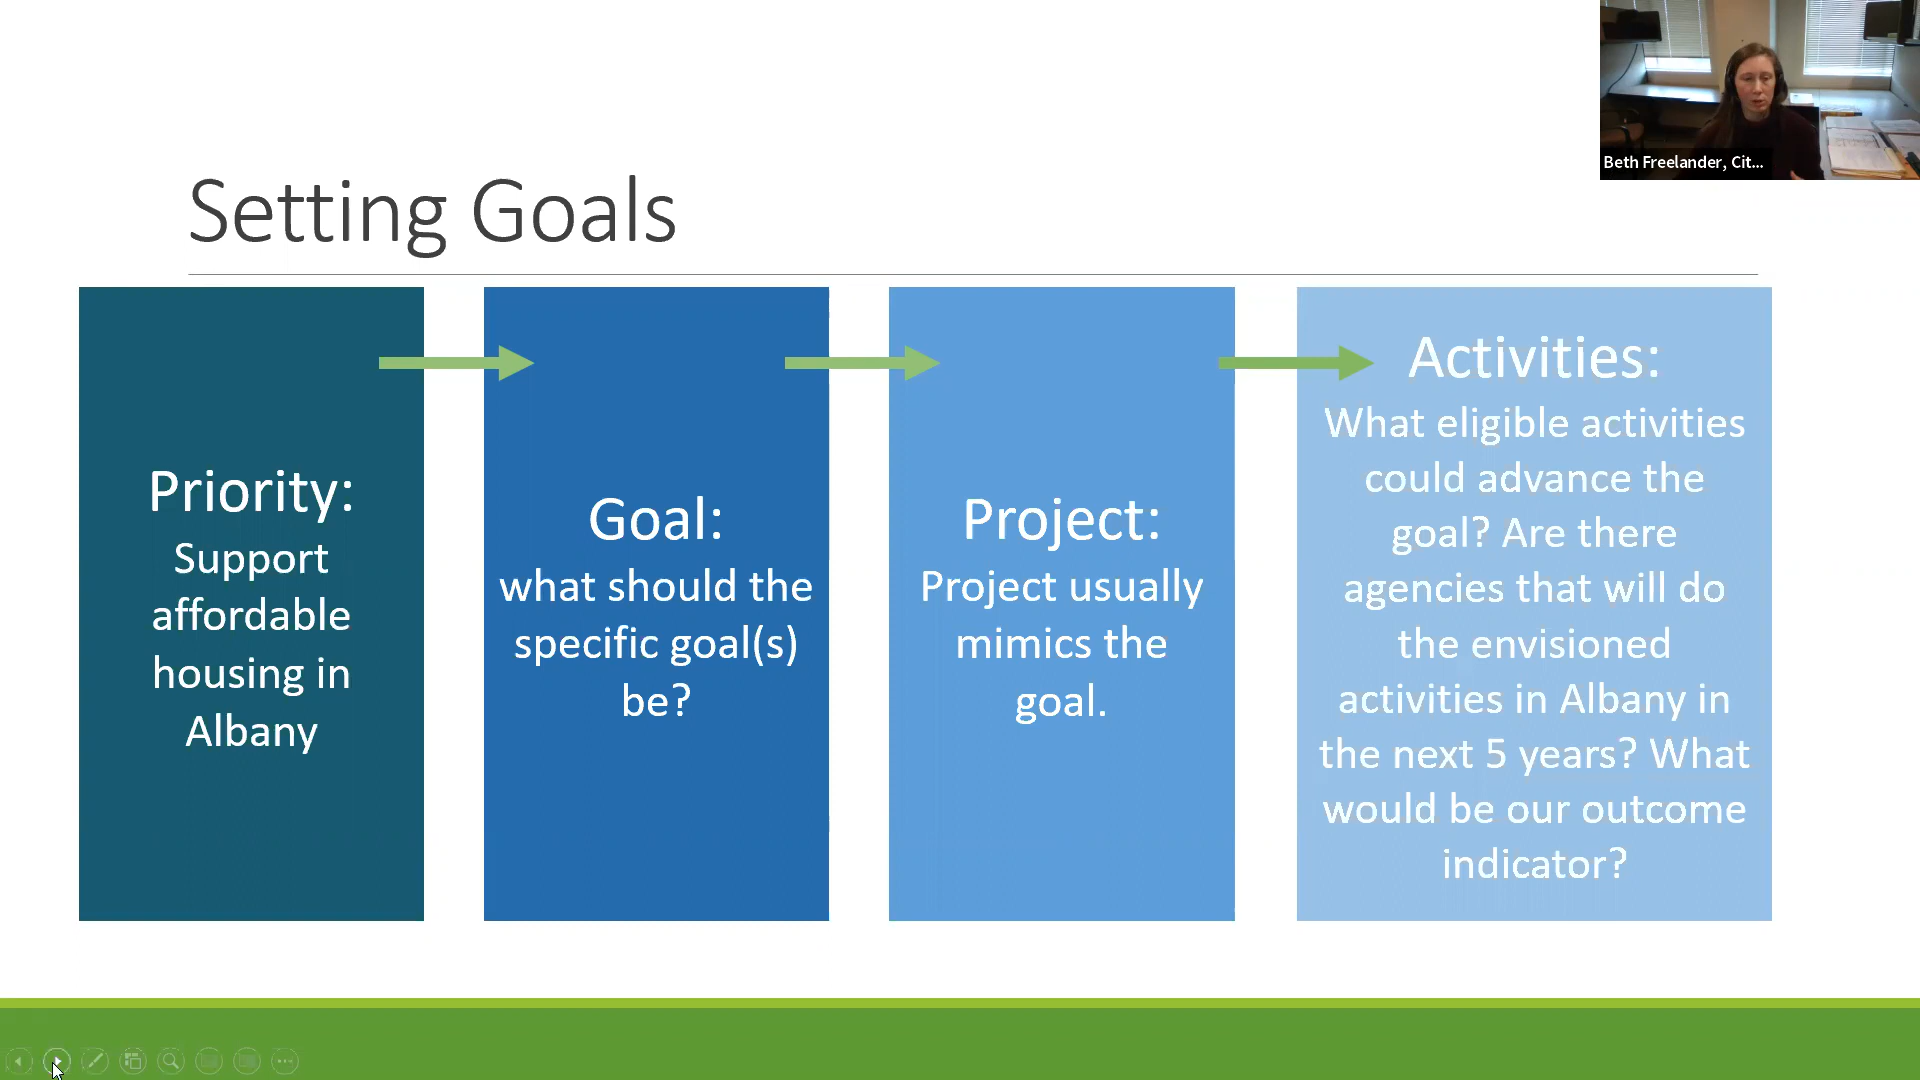 Beth Freelander, Cit...
Setting Goals
Priority:
Support
affordable
housing in
Albany
Goal:
what should the
specific goal(s)
be?
Project:
Project usually
mimics the
goal.
Activities:
What eligible activities
could advance the
goal? Are there
agencies that will do
the envisioned
activities in Albany in
the next 5 years? What
would be our outcome
indicator?